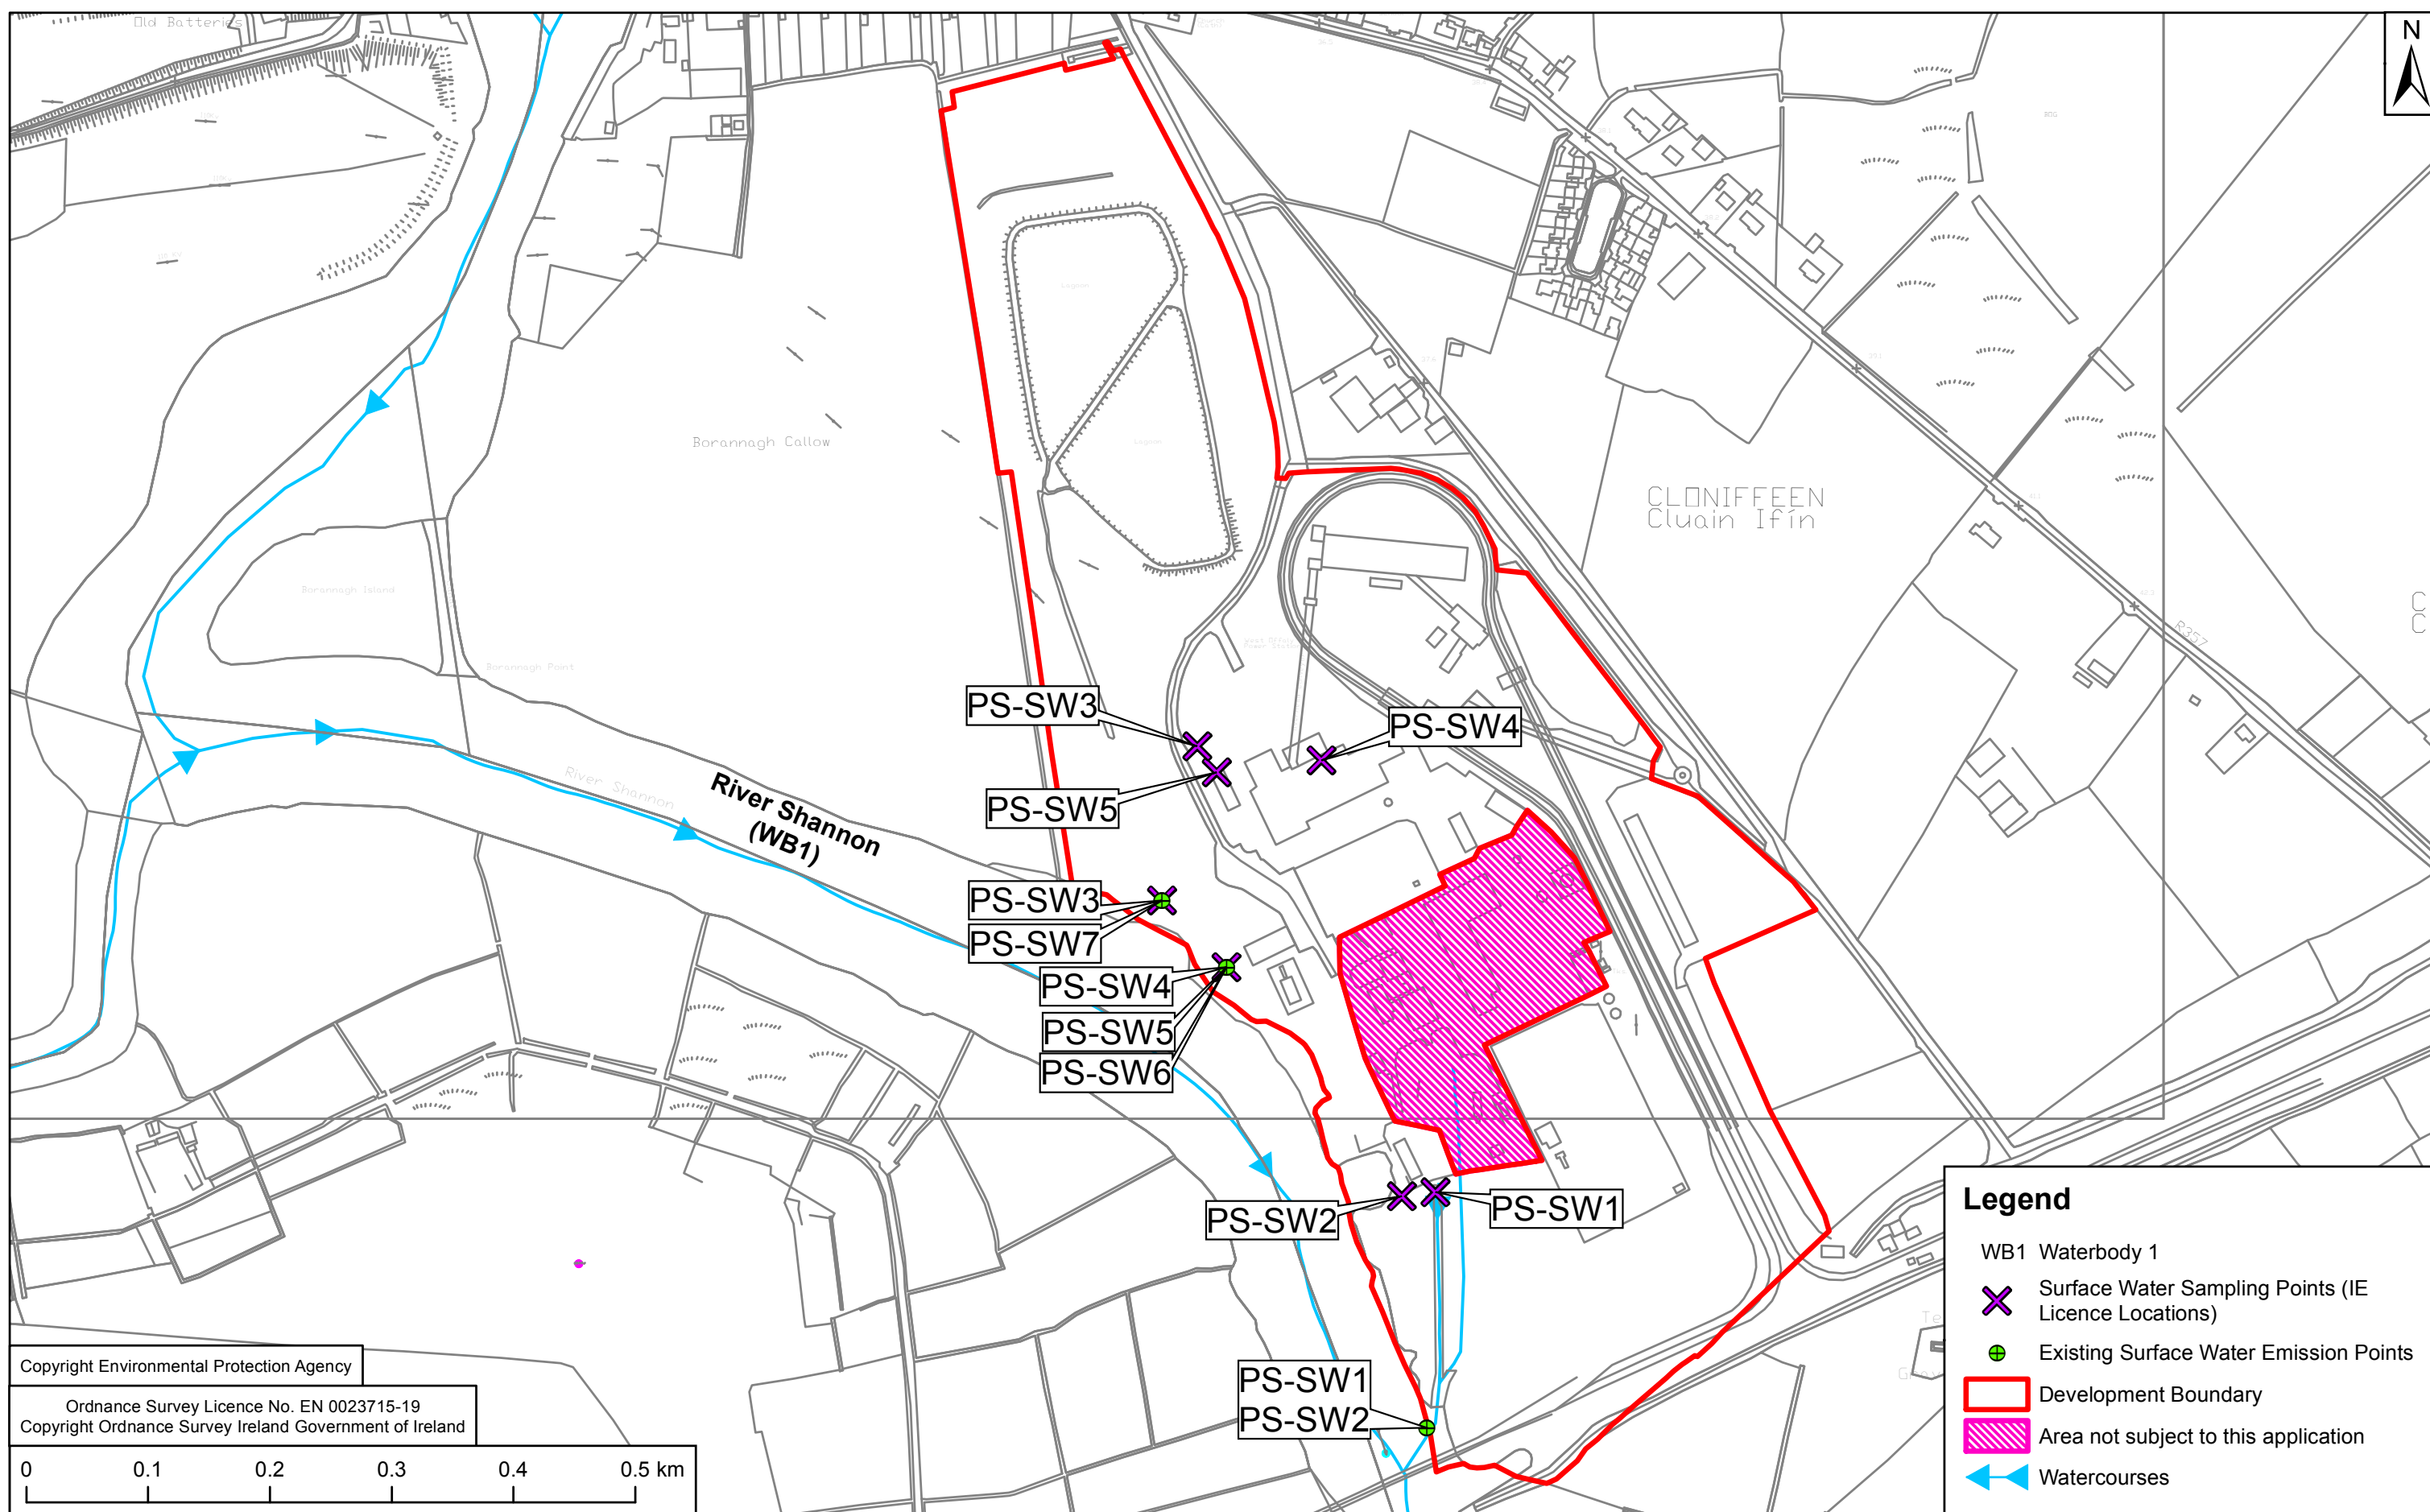 Old Batteries
N
BOG
Lagoon
Lagoon
Borannagh Callow
CLONIFFEEN
Cluain Ifín
Borannagh Island
Borannagh Point
R357
C
C
PS-SW3
PS-SW4
PS-SW5
River Shannon
River Shannon
(WB1)
PS-SW3
PS-SW7
PS-SW4
PS-SW5
PS-SW6
PS-SW2
PS-SW1
PS-SW1
PS-SW2
Legend
WB1 Waterbody 1
Surface Water Sampling Points (IE
Licence Locations)
Existing Surface Water Emission Points
Development Boundary
Area not subject to this application
Watercourses
Copyright Environmental Protection Agency
Ordnance Survey Licence No. EN 0023715-19
Copyright Ordnance Survey Ireland Government of Ireland
0 0.1 0.2 0.3 0.4 0.5 km